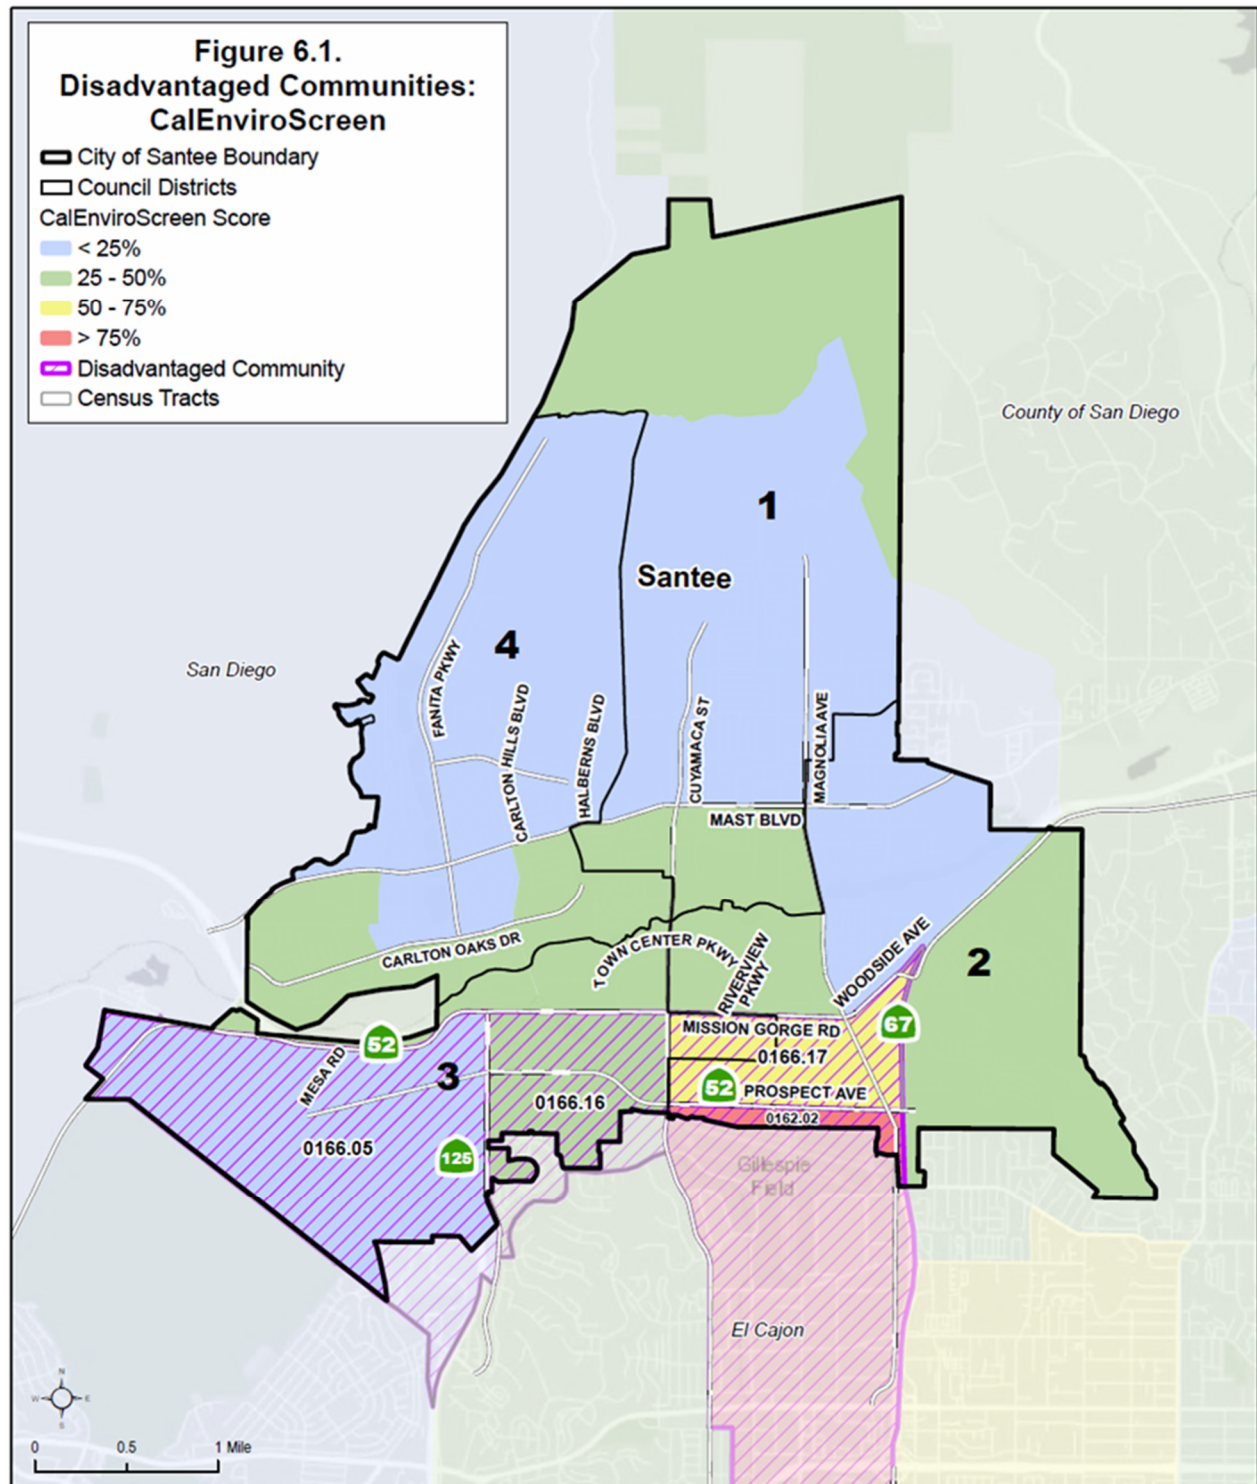 Figure 6.1.
Disadvantaged Communities:
CalEnviroScreen
City of Santee Boundary
Council Districts
CalEnviroScreen Score
< 25%
25 - 50%
50 - 75%
> 75%
Disadvantaged Community
Census Tracts
County of San Diego
1
Santee
4
San Diego
FANITA PKWY
CARLTON HILLS BLVD
HALBERNS BLVD
CUYAMACA ST
MAGNOLIA AVE
MAST BLVD
CARLTON OAKS DR
TOWN CENTER PKWY
RIVERVIEW
PKWY
WOODSIDE AVE
2
MISSION GORGE RD
67
52
MESA RD
3
0166.17
52
PROSPECT AVE
0166.16
0162.02
0166.05
125
Gillespie
Field
El Cajon
N
W
E
S
0
0.5
1 Mile